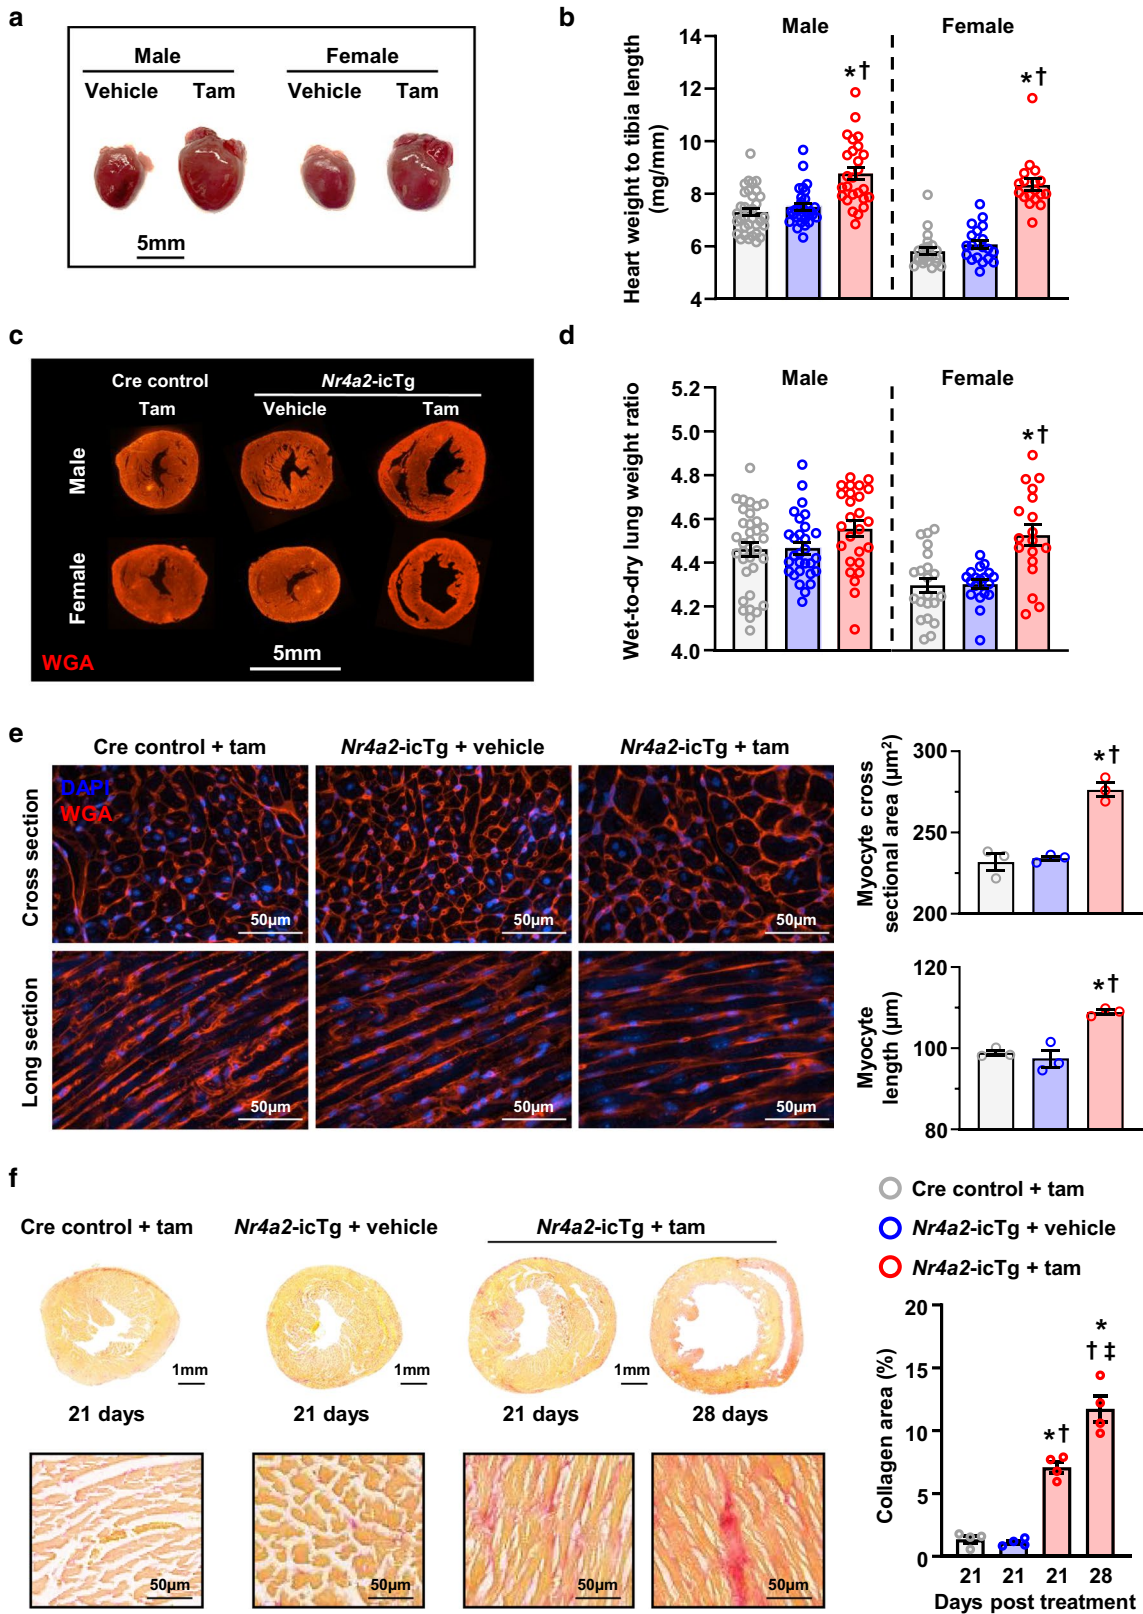 a
Male
Female
Vehicle
Tam
Vehicle
Tam
5mm
b
Heart weight to tibia length
(mg/mm)
Male
Female
14
12
10
8
6
4
*†
*†
c
Cre control
Nr4a2-icTg
Tam
Vehicle
Tam
Male
Female
WGA
5mm
d
Wet-to-dry lung weight ratio
Male
Female
5.2
5.0
4.8
4.6
4.4
4.2
4.0
*†
e
Cre control + tam
Nr4a2-icTg + vehicle
Nr4a2-icTg + tam
Cross section
DAPI
WGA
50µm
50µm
50µm
Long section
50µm
50µm
50µm
Myocyte cross
sectional area (µm²)
300
250
200
*†
Myocyte
length (µm)
120
100
80
*†
f
Cre control + tam
Nr4a2-icTg + vehicle
Nr4a2-icTg + tam
1mm
1mm
1mm
21 days
21 days
21 days
28 days
50µm
50µm
50µm
50µm
Cre control + tam
Nr4a2-icTg + vehicle
Nr4a2-icTg + tam
Collagen area (%)
20
15
10
5
0
*†
*
† ‡
21
21
21
28
Days post treatment